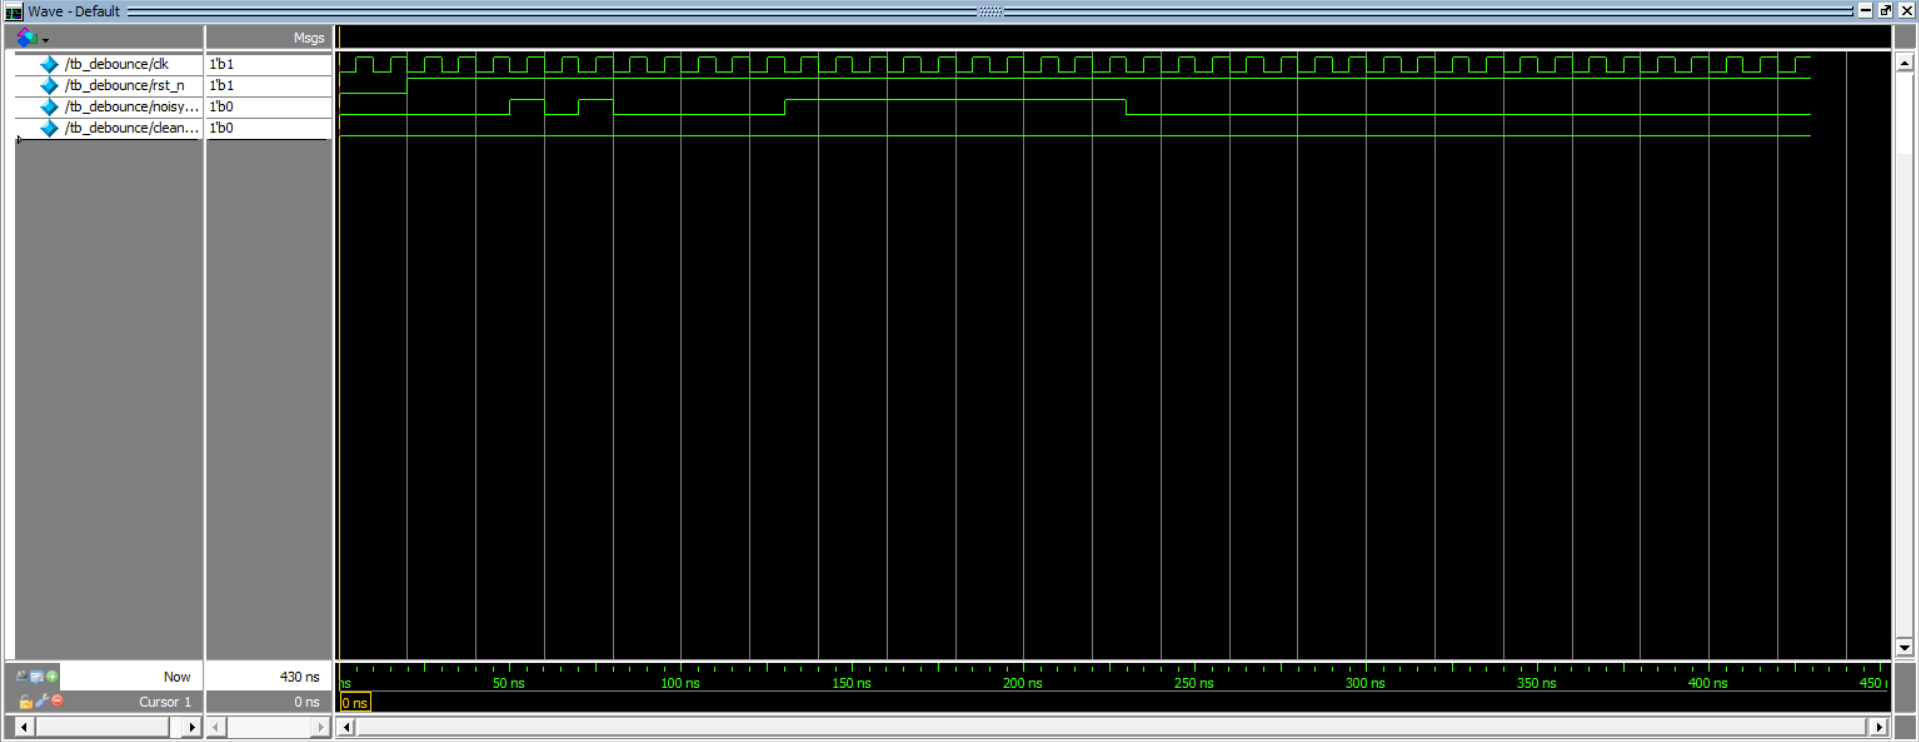 Wave - Default
Msgs
/tb_debounce/clk 1'b1
/tb_debounce/rst_n 1'b1
/tb_debounce/noisy... 1'b0
/tb_debounce/clean... 1'b0
Now 430 ns
ns 50 ns 100 ns 150 ns 200 ns 250 ns 300 ns 350 ns 400 ns 450
Cursor 1 0 ns 0 ns